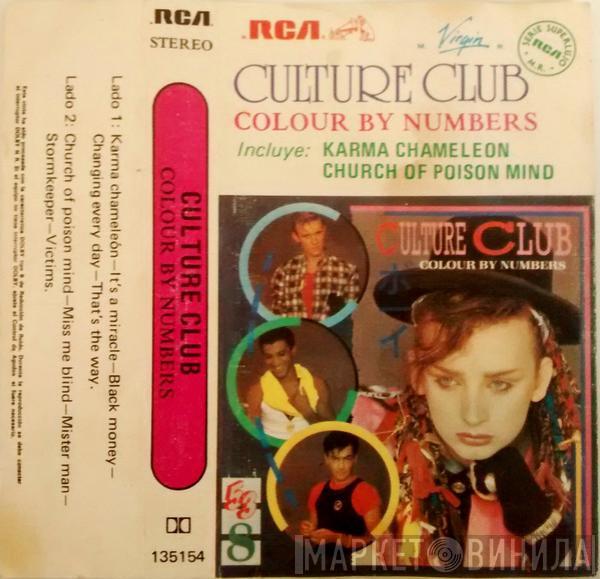 RCA
STEREO
Lado 1: Karma chameleón—It's a miracle—Black money—
Changing every day—That's the way.
Lado 2: Church of poison mind—Miss me blind—Mister man—
Stormkeeper—Victims.
CULTURE CLUB
COLOUR BY NUMBERS
135154
RCA
M. Virgin R.
SERIE SUPERLUJO
RCA
M.R.
CULTURE CLUB
COLOUR BY NUMBERS
Incluye: KARMA CHAMELEON
CHURCH OF POISON MIND
CULTURE CLUB
COLOUR BY NUMBERS
8
МАРКЕТ ВИНИЛА